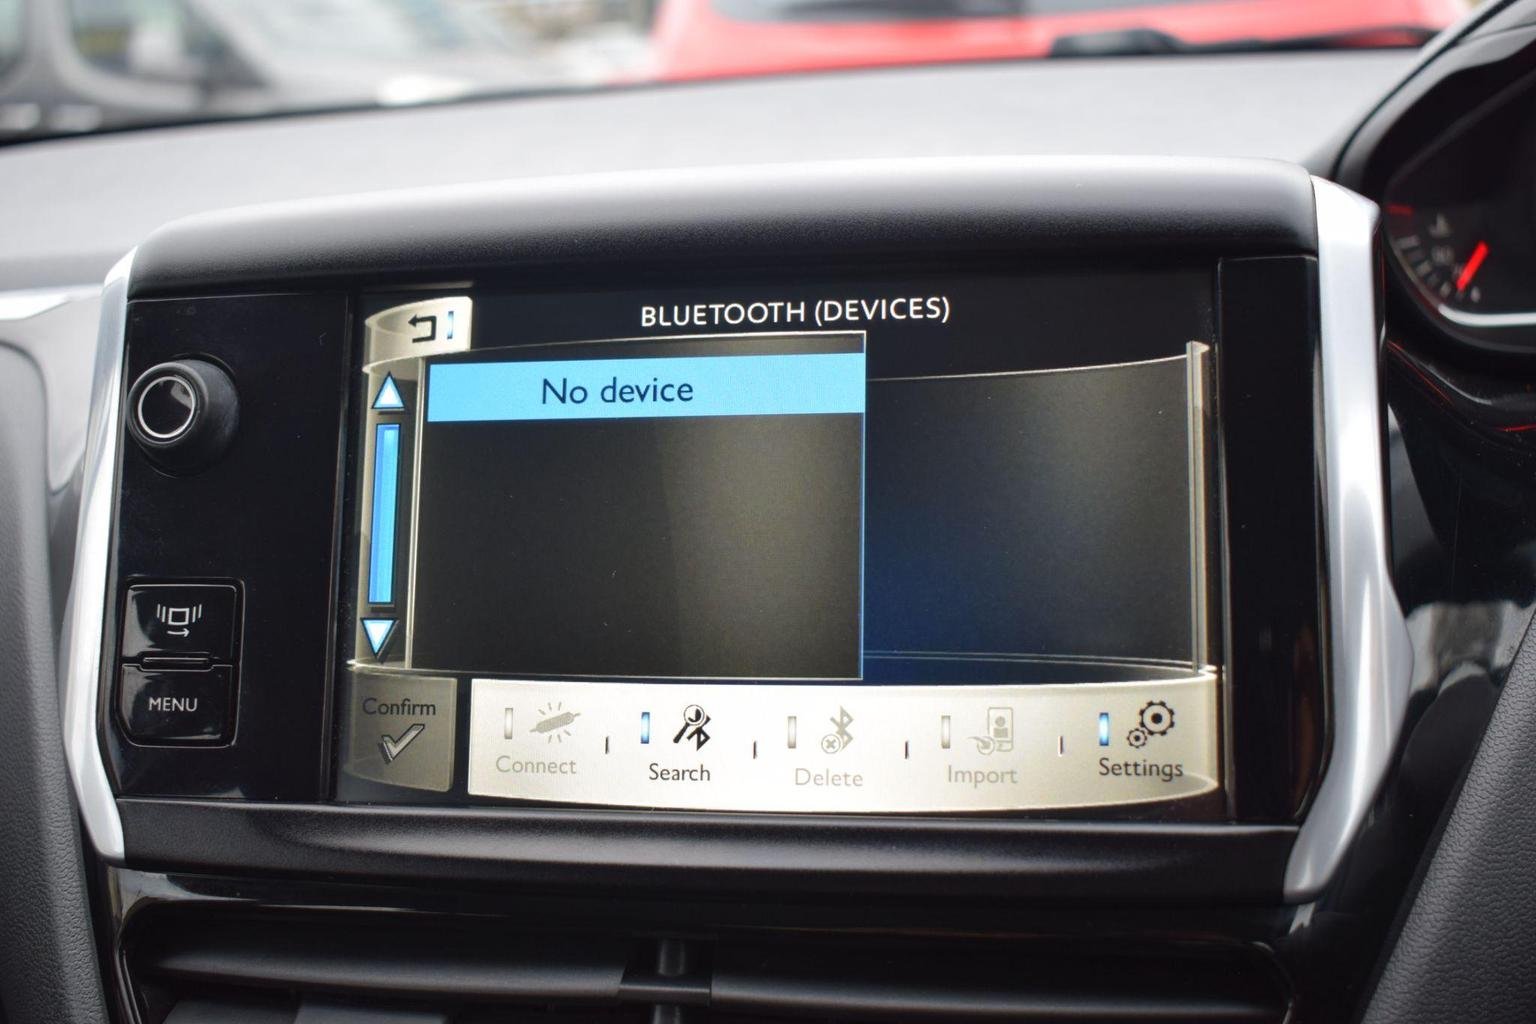 BLUETOOTH (DEVICES)
No device
MENU
Confirm
Connect
Search
Delete
Import
Settings